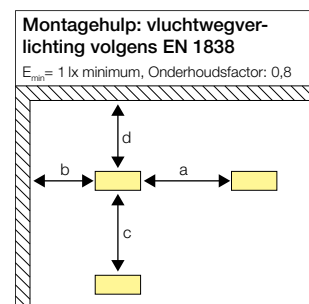 Montagehulp: vluchtwegver-
lichting volgens EN 1838
Emin= 1 lx minimum, Onderhoudsfactor: 0,8
d
b
a
c